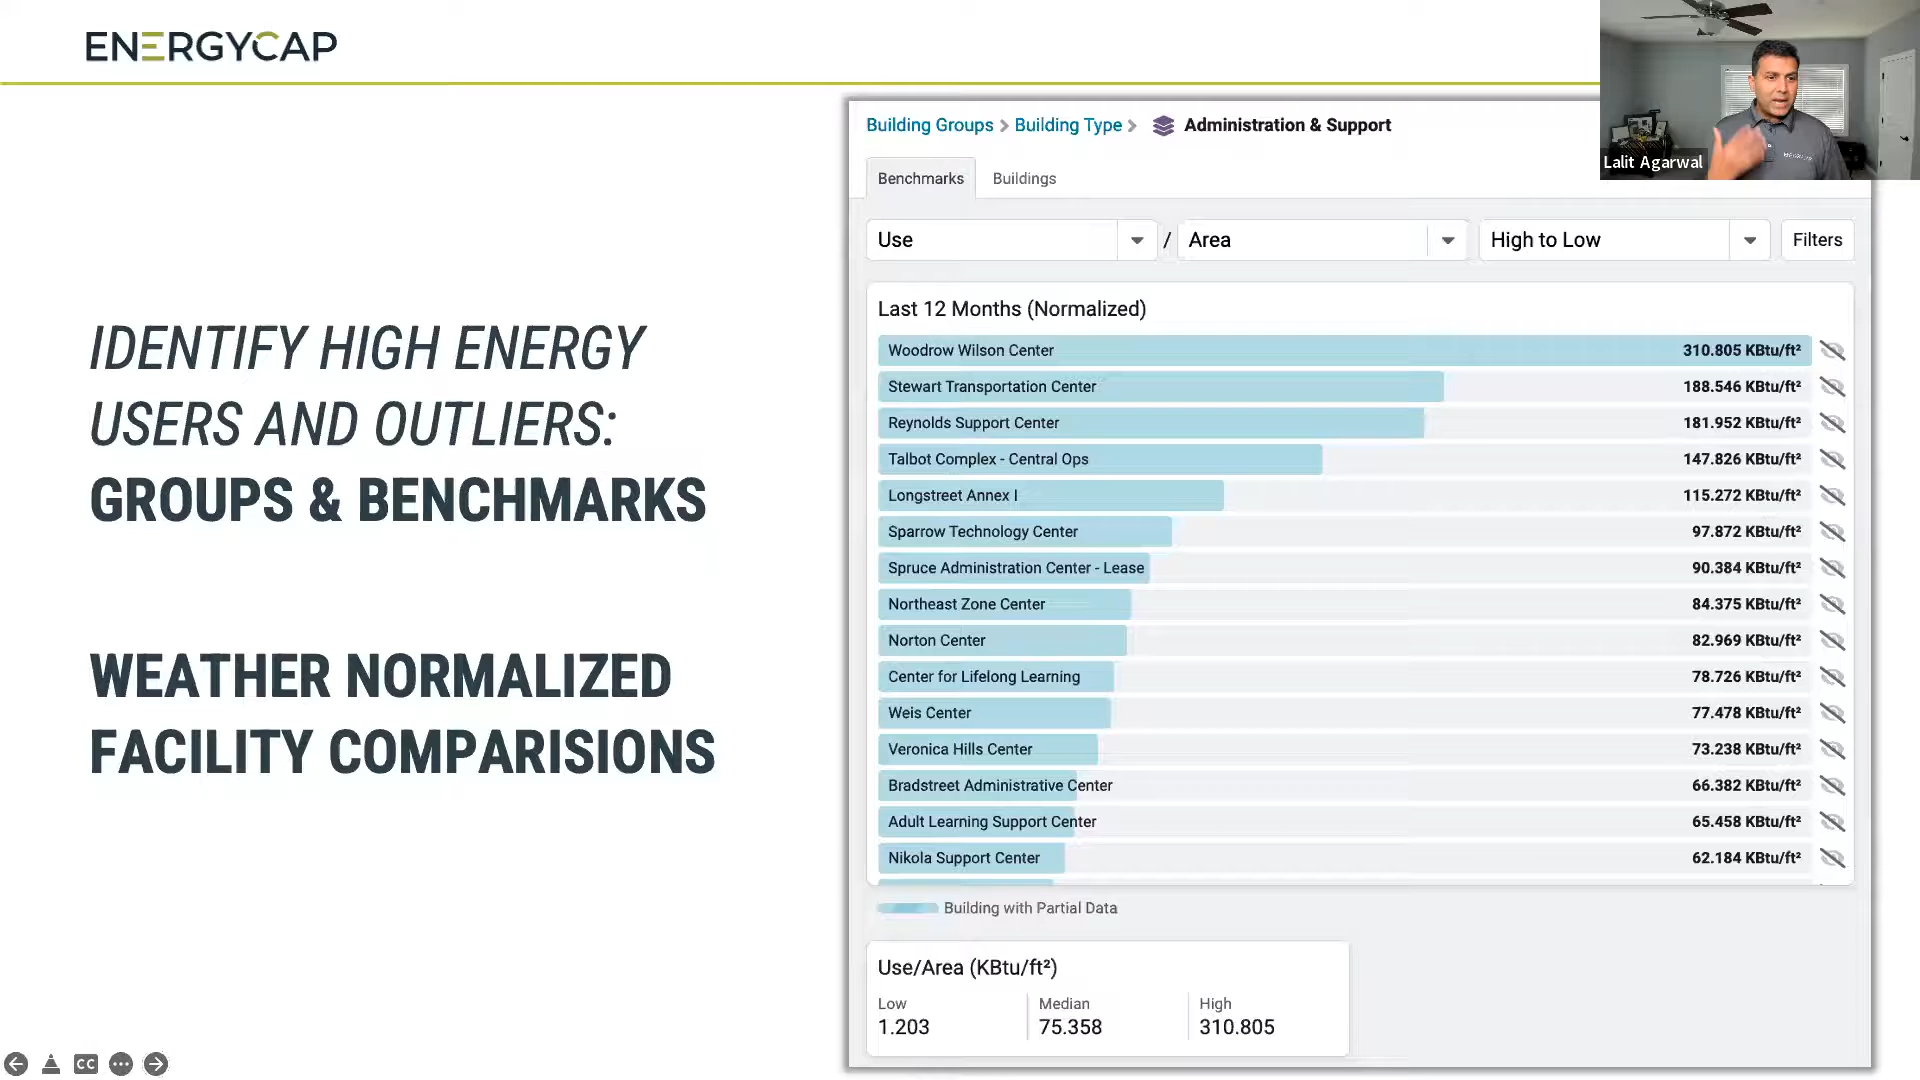 ENERGYCAP
Lalit Agarwal
IDENTIFY HIGH ENERGY
USERS AND OUTLIERS:
GROUPS & BENCHMARKS
WEATHER NORMALIZED
FACILITY COMPARISIONS
Building Groups > Building Type > Administration & Support
Benchmarks Buildings
Use / Area High to Low Filters
Last 12 Months (Normalized)
Woodrow Wilson Center 310.805 KBtu/ft²
Stewart Transportation Center 188.546 KBtu/ft²
Reynolds Support Center 181.952 KBtu/ft²
Talbot Complex - Central Ops 147.826 KBtu/ft²
Longstreet Annex I 115.272 KBtu/ft²
Sparrow Technology Center 97.872 KBtu/ft²
Spruce Administration Center - Lease 90.384 KBtu/ft²
Northeast Zone Center 84.375 KBtu/ft²
Norton Center 82.969 KBtu/ft²
Center for Lifelong Learning 78.726 KBtu/ft²
Weis Center 77.478 KBtu/ft²
Veronica Hills Center 73.238 KBtu/ft²
Bradstreet Administrative Center 66.382 KBtu/ft²
Adult Learning Support Center 65.458 KBtu/ft²
Nikola Support Center 62.184 KBtu/ft²
Building with Partial Data
Use/Area (KBtu/ft²)
Low Median High
1.203 75.358 310.805
CC